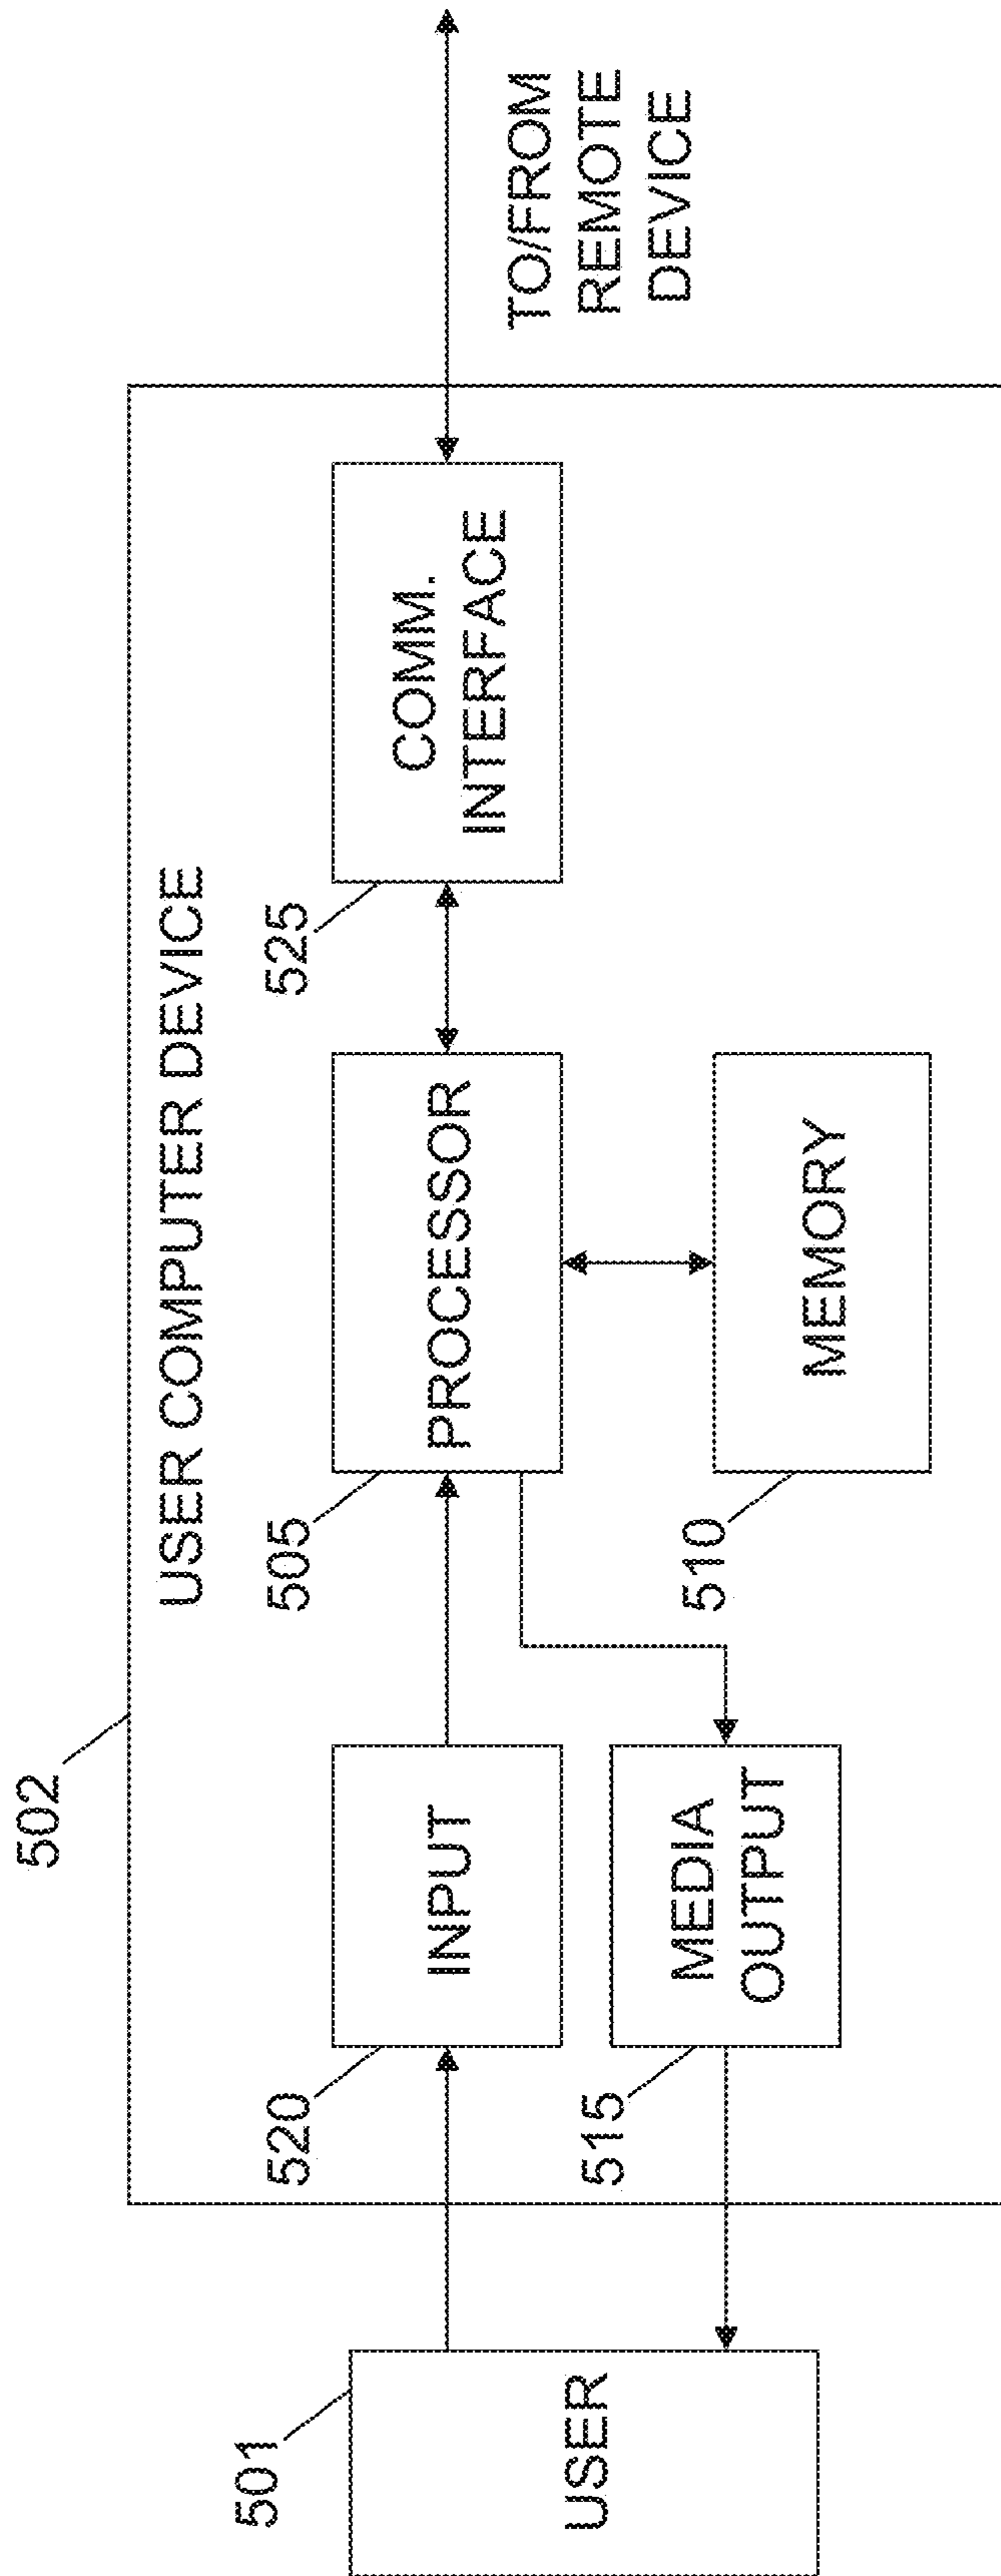 502
USER COMPUTER DEVICE
501
USER
520
INPUT
515
MEDIA
OUTPUT
505
PROCESSOR
510
MEMORY
525
COMM.
INTERFACE
TO/FROM
REMOTE
DEVICE